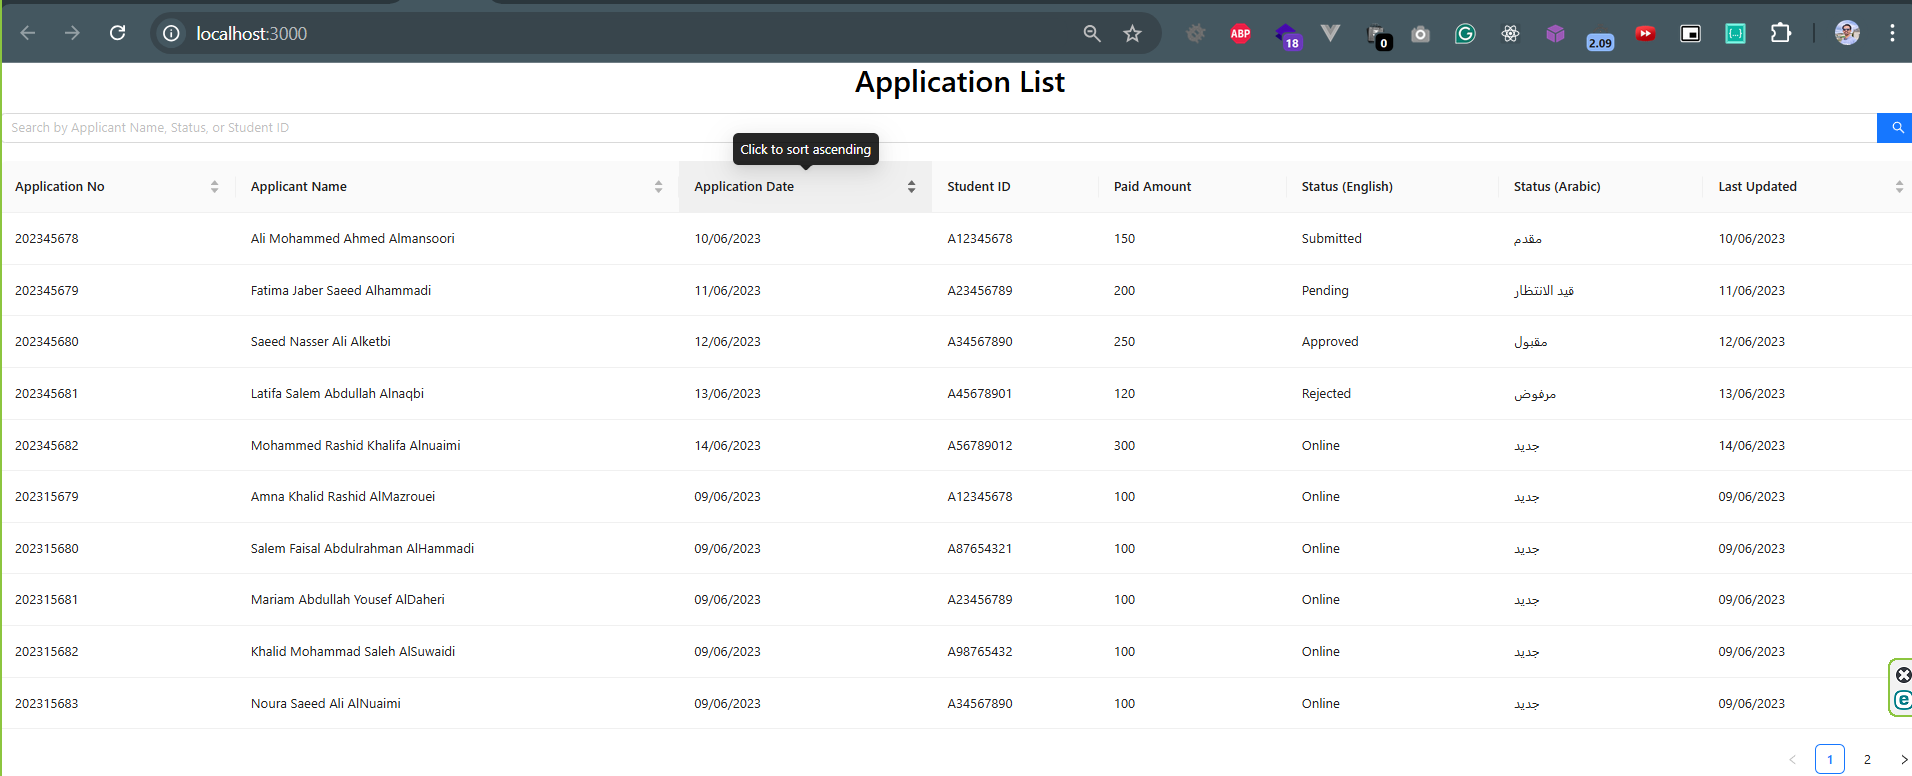 localhost:3000
ABP
18
0
2.09
Application List
Search by Applicant Name, Status, or Student ID
Click to sort ascending
Application No Applicant Name Application Date Student ID Paid Amount Status (English) Status (Arabic) Last Updated
202345678 Ali Mohammed Ahmed Almansoori 10/06/2023 A12345678 150 Submitted مقدم 10/06/2023
202345679 Fatima Jaber Saeed Alhammadi 11/06/2023 A23456789 200 Pending قيد الانتظار 11/06/2023
202345680 Saeed Nasser Ali Alketbi 12/06/2023 A34567890 250 Approved مقبول 12/06/2023
202345681 Latifa Salem Abdullah Alnaqbi 13/06/2023 A45678901 120 Rejected مرفوض 13/06/2023
202345682 Mohammed Rashid Khalifa Alnuaimi 14/06/2023 A56789012 300 Online جديد 14/06/2023
202315679 Amna Khalid Rashid AlMazrouei 09/06/2023 A12345678 100 Online جديد 09/06/2023
202315680 Salem Faisal Abdulrahman AlHammadi 09/06/2023 A87654321 100 Online جديد 09/06/2023
202315681 Mariam Abdullah Yousef AlDaheri 09/06/2023 A23456789 100 Online جديد 09/06/2023
202315682 Khalid Mohammad Saleh AlSuwaidi 09/06/2023 A98765432 100 Online جديد 09/06/2023
202315683 Noura Saeed Ali AlNuaimi 09/06/2023 A34567890 100 Online جديد 09/06/2023
1 2